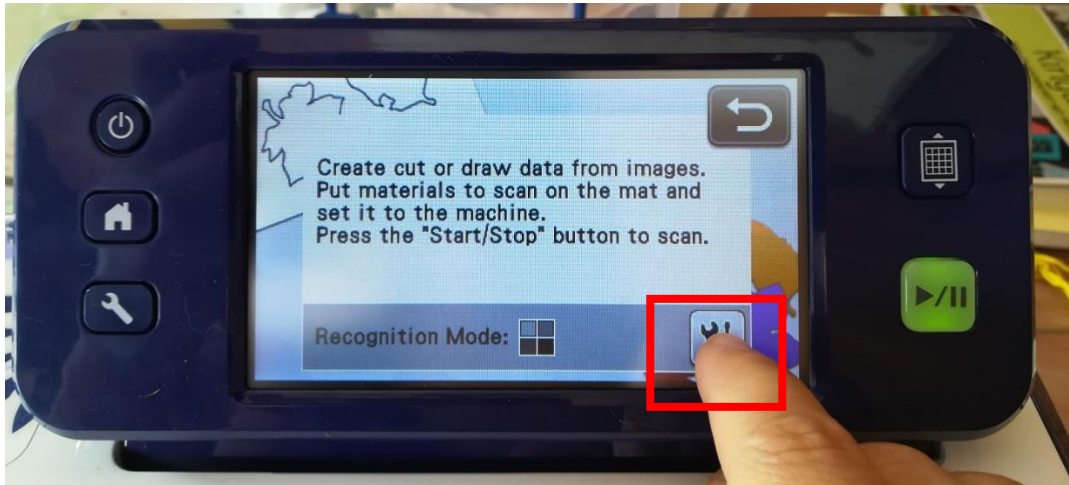 Create cut or draw data from images.
Put materials to scan on the mat and
set it to the machine.
Press the "Start/Stop" button to scan.
Recognition Mode: